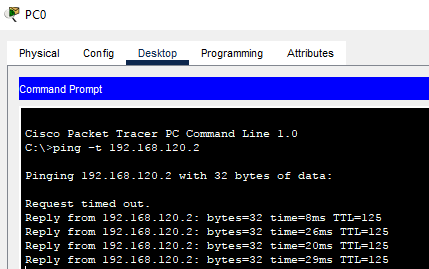 PC0
Physical Config Desktop Programming Attributes
Command Prompt
Cisco Packet Tracer PC Command Line 1.0
C:\>ping -t 192.168.120.2
Pinging 192.168.120.2 with 32 bytes of data:
Request timed out.
Reply from 192.168.120.2: bytes=32 time=8ms TTL=125
Reply from 192.168.120.2: bytes=32 time=26ms TTL=125
Reply from 192.168.120.2: bytes=32 time=20ms TTL=125
Reply from 192.168.120.2: bytes=32 time=29ms TTL=125